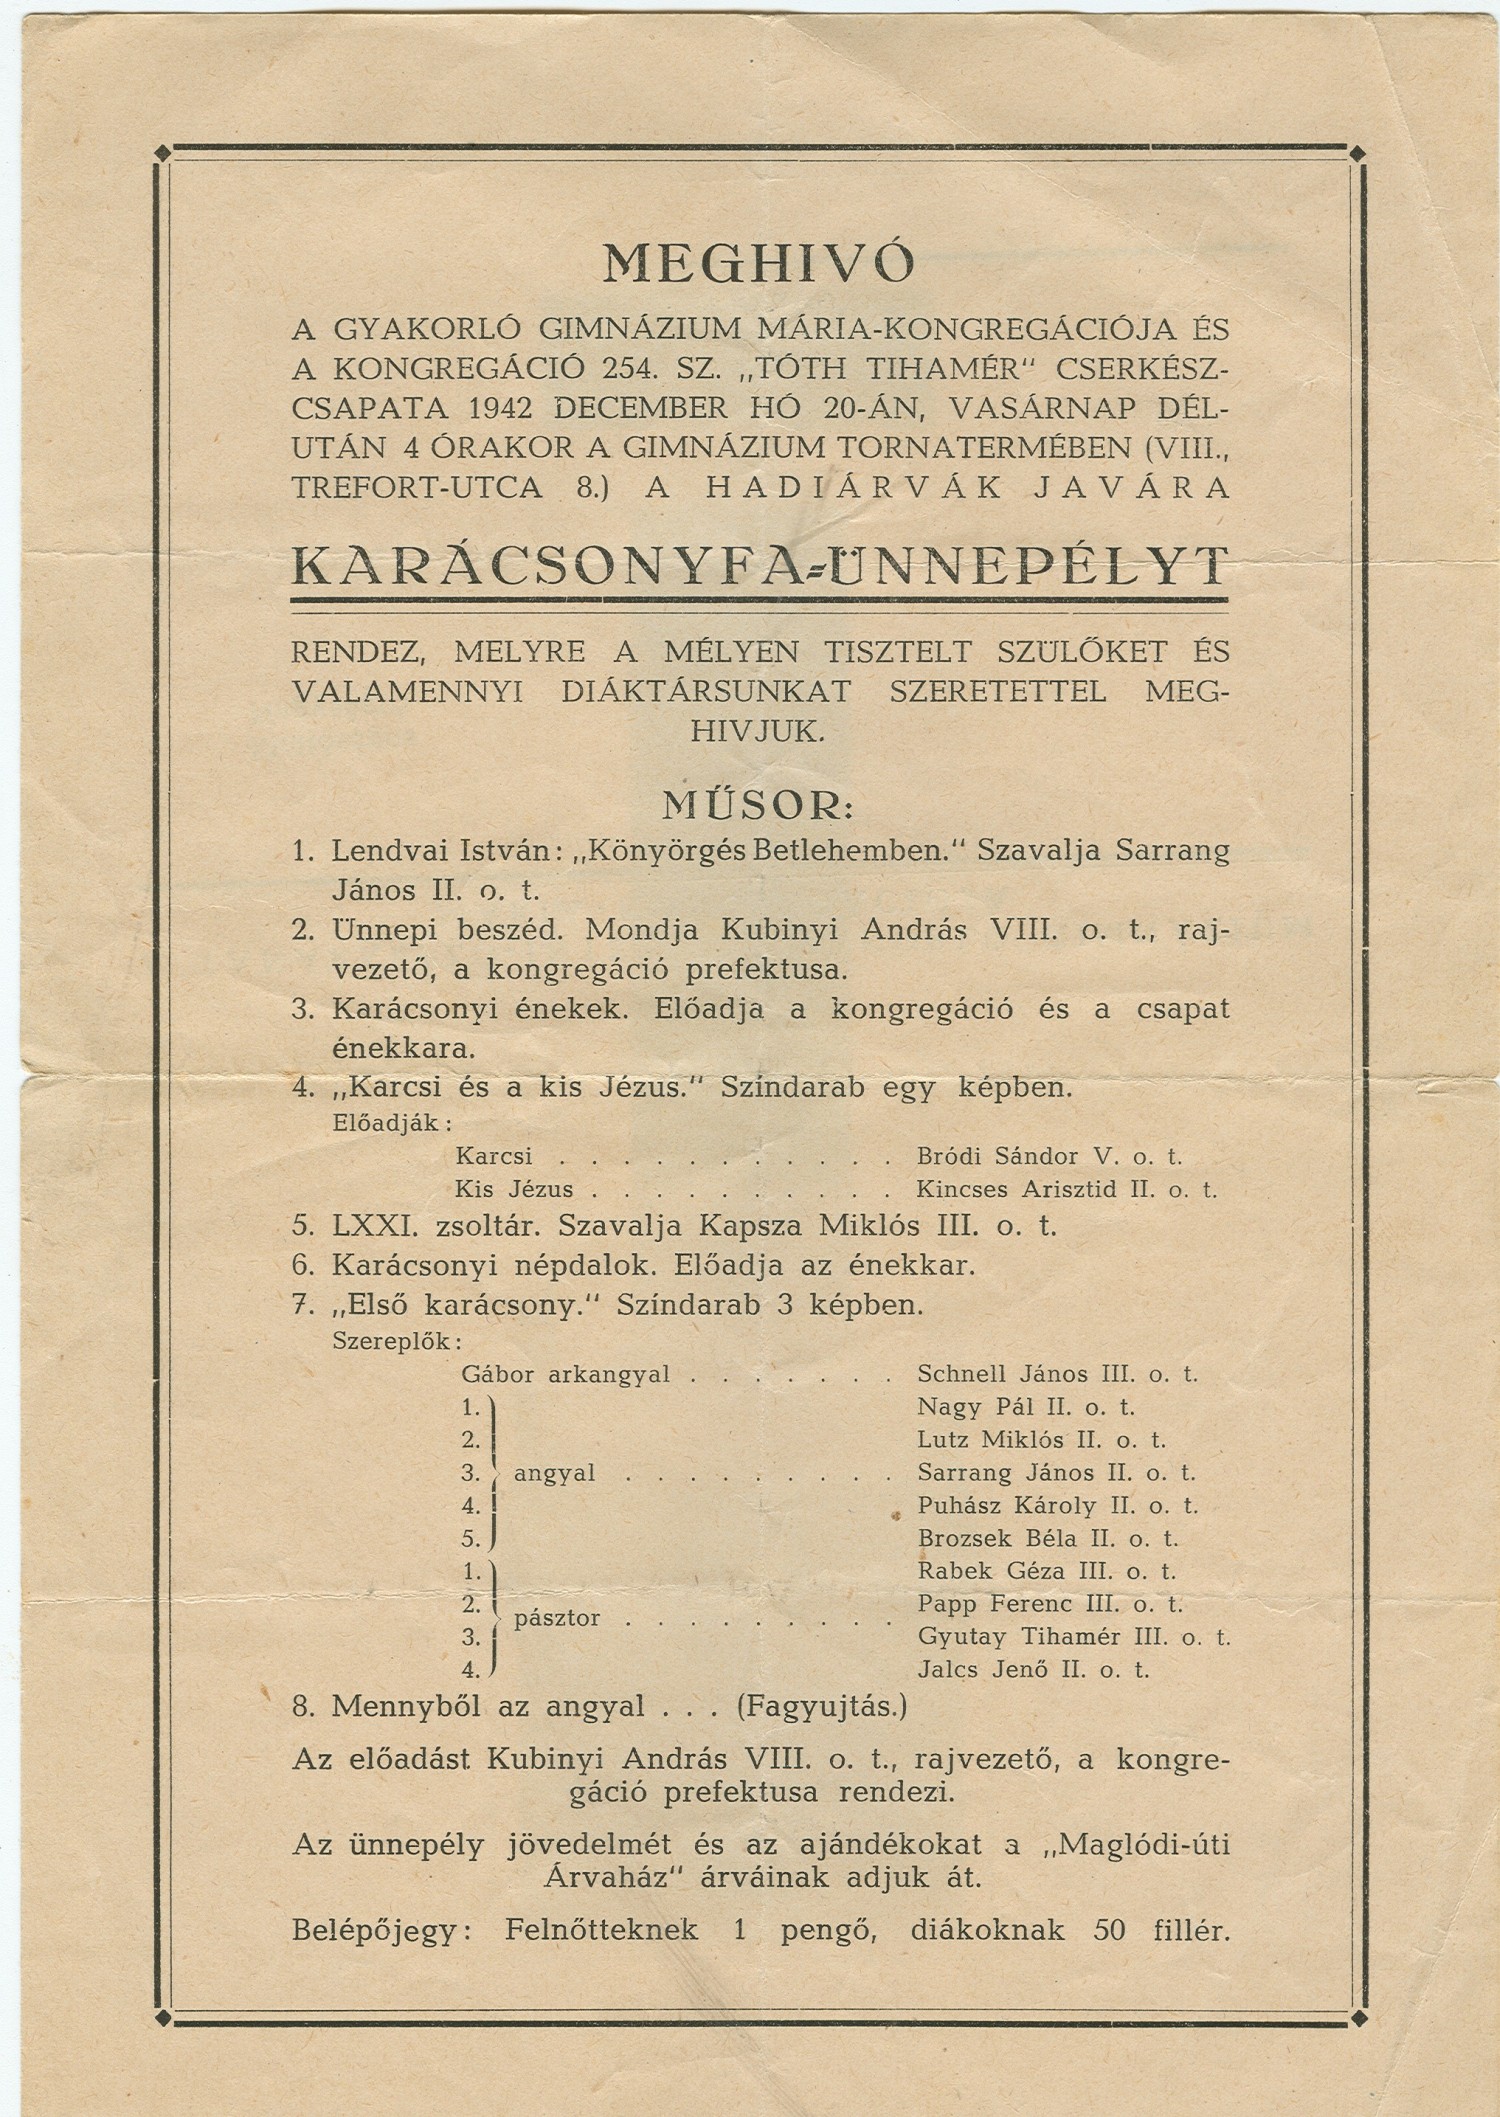 MEGHIVÓ
A GYAKORLÓ GIMNÁZIUM MÁRIA-KONGREGÁCIÓJA ÉS
A KONGREGÁCIÓ 254. SZ. „TÓTH TIHAMÉR“ CSERKÉSZ-
CSAPATA 1942 DECEMBER HÓ 20-ÁN, VASÁRNAP DÉL-
UTÁN 4 ÓRAKOR A GIMNÁZIUM TORNATERMÉBEN (VIII.,
TREFORT-UTCA 8.) A HADIÁRVÁK JAVÁRA
KARÁCSONYFA-ÜNNEPÉLYT
RENDEZ, MELYRE A MÉLYEN TISZTELT SZÜLŐKET ÉS
VALAMENNYI DIÁKTÁRSUNKAT SZERETETTEL MEG-
HIVJUK.
MŰSOR:
1. Lendvai István: „Könyörgés Betlehemben.“ Szavalja Sarrang
János II. o. t.
2. Ünnepi beszéd. Mondja Kubinyi András VIII. o. t., raj-
vezető, a kongregáció prefektusa.
3. Karácsonyi énekek. Előadja a kongregáció és a csapat
énekkara.
4. „Karcsi és a kis Jézus.“ Színdarab egy képben.
Előadják:
Karcsi . . . . . . . . . . . Bródi Sándor V. o. t.
Kis Jézus . . . . . . . . . . Kincses Arisztid II. o. t.
5. LXXI. zsoltár. Szavalja Kapsza Miklós III. o. t.
6. Karácsonyi népdalok. Előadja az énekkar.
7. „Első karácsony.“ Színdarab 3 képben.
Szereplők:
Gábor arkangyal . . . . . . . Schnell János III. o. t.
1. Nagy Pál II. o. t.
2. Lutz Miklós II. o. t.
3. angyal . . . . . . . . . Sarrang János II. o. t.
4. Puhász Károly II. o. t.
5. Brozsek Béla II. o. t.
1. Rabek Géza III. o. t.
2. Papp Ferenc III. o. t.
pásztor . . . . . . . . .
3. Gyutay Tihamér III. o. t.
4. Jalcs Jenő II. o. t.
8. Mennyből az angyal . . . (Fagyujtás.)
Az előadást Kubinyi András VIII. o. t., rajvezető, a kongre-
gáció prefektusa rendezi.
Az ünnepély jövedelmét és az ajándékokat a „Maglódi-úti
Árvaház“ árváinak adjuk át.
Belépőjegy: Felnőtteknek 1 pengő, diákoknak 50 fillér.